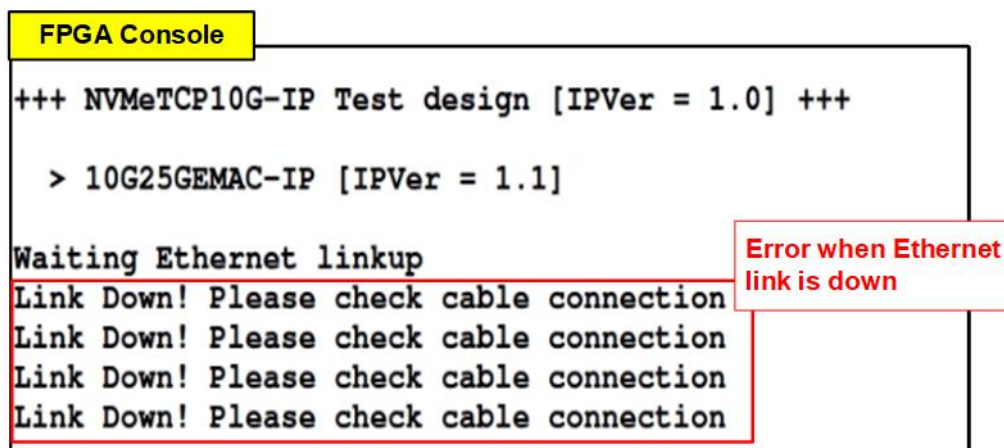 FPGA Console
+++ NVMeTCP10G-IP Test design [IPVer = 1.0] +++
> 10G25GEMAC-IP [IPVer = 1.1]
Waiting Ethernet linkup
Error when Ethernet
link is down
Link Down! Please check cable connection
Link Down! Please check cable connection
Link Down! Please check cable connection
Link Down! Please check cable connection